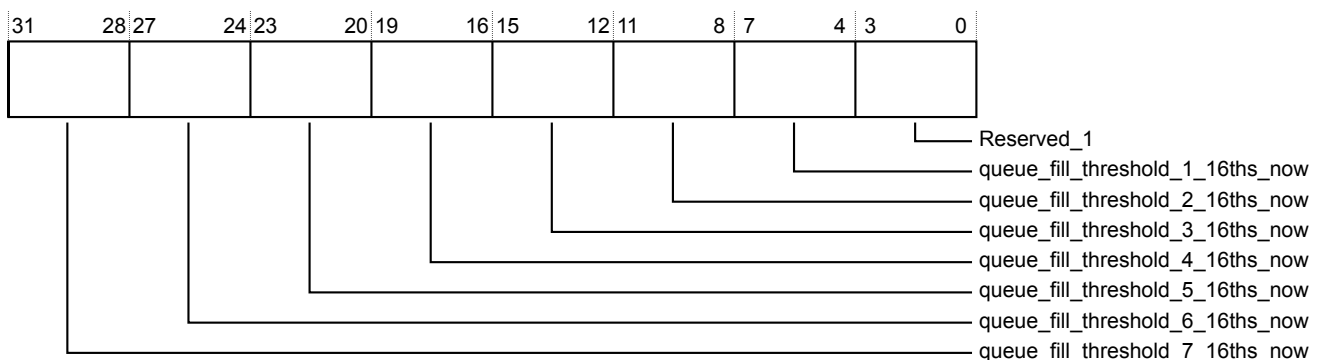 31 28 27 24 23 20 19 16 15 12 11 8 7 4 3 0
Reserved_1
queue_fill_threshold_1_16ths_now
queue_fill_threshold_2_16ths_now
queue_fill_threshold_3_16ths_now
queue_fill_threshold_4_16ths_now
queue_fill_threshold_5_16ths_now
queue_fill_threshold_6_16ths_now
queue_fill_threshold_7_16ths_now